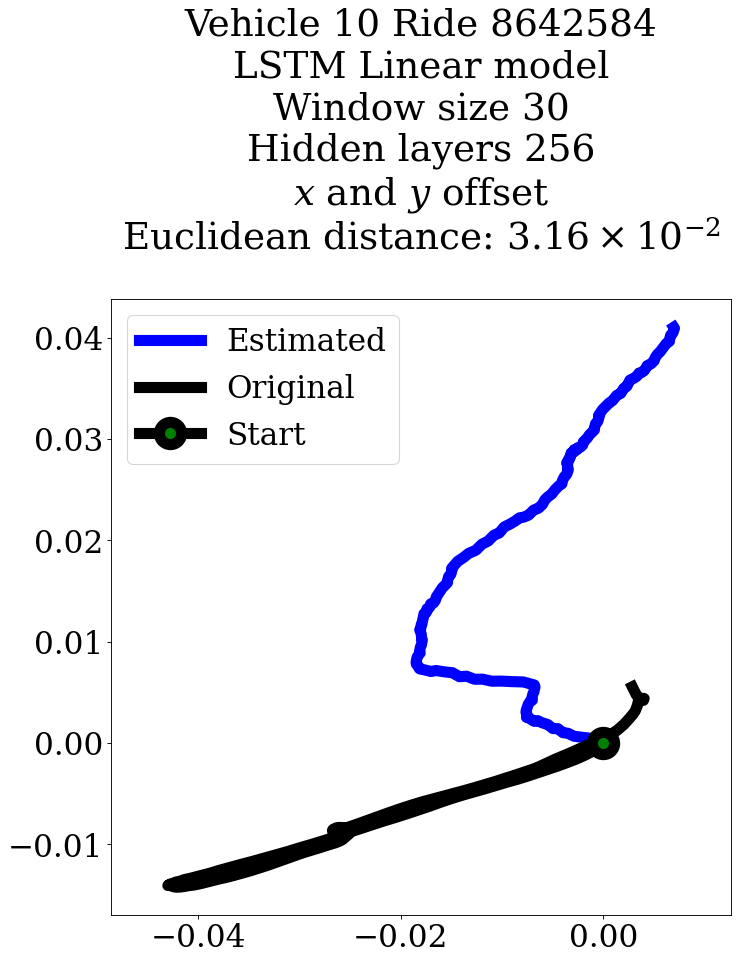 Vehicle 10 Ride 8642584
LSTM Linear model
Window size 30
Hidden layers 256
x and y offset
Euclidean distance: 3.16 × 10⁻²
Estimated
Original
Start
0.04
0.03
0.02
0.01
0.00
−0.01
−0.04
−0.02
0.00